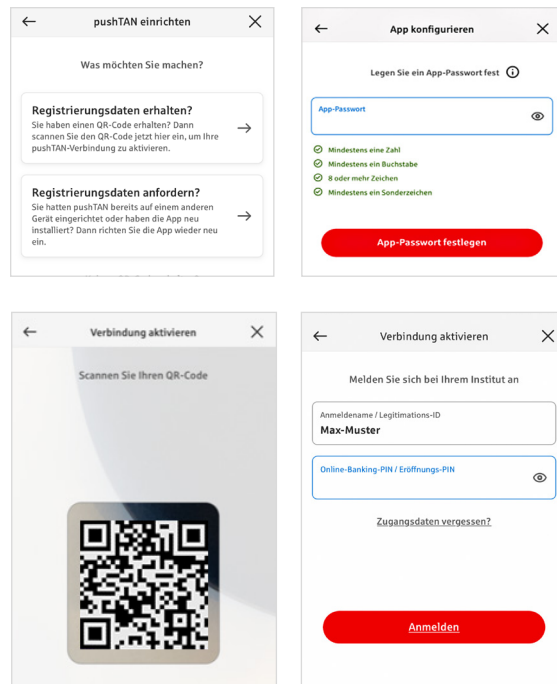 pushTAN einrichten
Was möchten Sie machen?
Registrierungsdaten erhalten?
Sie haben einen QR-Code erhalten? Dann
scannen Sie den QR-Code jetzt hier ein, um Ihre
pushTAN-Verbindung zu aktivieren.
Registrierungsdaten anfordern?
Sie hatten pushTAN bereits auf einem anderen
Gerät eingerichtet oder haben die App neu
installiert? Dann richten Sie die App wieder neu
ein.
App konfigurieren
Legen Sie ein App-Passwort fest
App-Passwort
Mindestens eine Zahl
Mindestens ein Buchstabe
8 oder mehr Zeichen
Mindestens ein Sonderzeichen
App-Passwort festlegen
Verbindung aktivieren
Scannen Sie Ihren QR-Code
Verbindung aktivieren
Melden Sie sich bei Ihrem Institut an
Anmeldename / Legitimations-ID
Max-Muster
Online-Banking-PIN / Eröffnungs-PIN
Zugangsdaten vergessen?
Anmelden